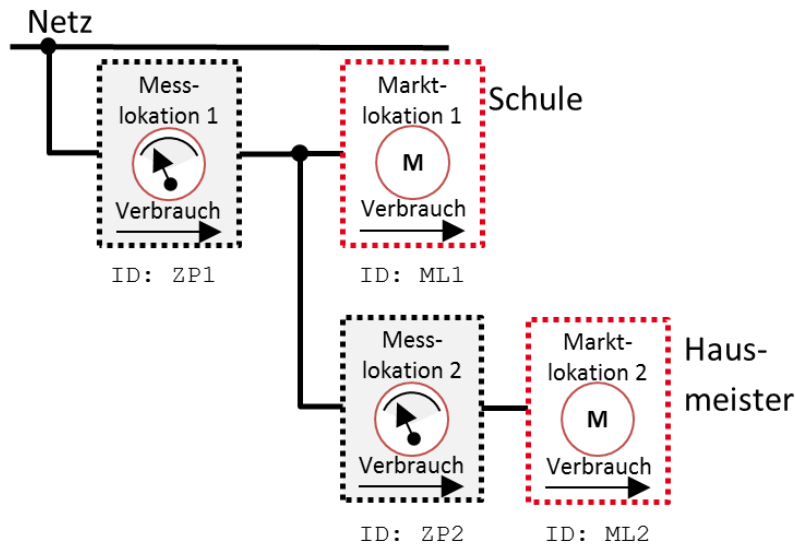 Netz
Mess-
lokation 1
Verbrauch
ID: ZP1
Markt-
lokation 1
M
Verbrauch
ID: ML1
Schule
Mess-
lokation 2
Verbrauch
ID: ZP2
Markt-
lokation 2
M
Verbrauch
ID: ML2
Haus-
meister